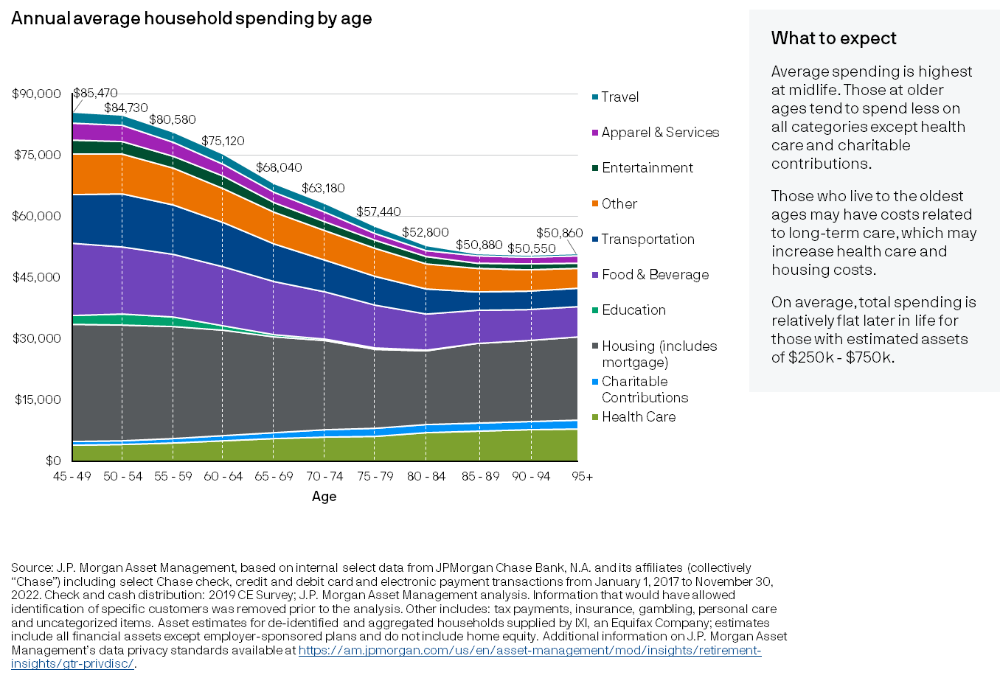 Annual average household spending by age
$90,000
$75,000
$60,000
$45,000
$30,000
$15,000
$0
$85,470
$84,730
$80,580
$75,120
$68,040
$63,180
$57,440
$52,800
$50,880
$50,550
$50,860
45 - 49
50 - 54
55 - 59
60 - 64
65 - 69
70 - 74
75 - 79
80 - 84
85 - 89
90 - 94
95+
Age
Travel
Apparel & Services
Entertainment
Other
Transportation
Food & Beverage
Education
Housing (includes
mortgage)
Charitable
Contributions
Health Care
What to expect
Average spending is highest
at midlife. Those at older
ages tend to spend less on
all categories except health
care and charitable
contributions.
Those who live to the oldest
ages may have costs related
to long-term care, which may
increase health care and
housing costs.
On average, total spending is
relatively flat later in life for
those with estimated assets
of $250k - $750k.
Source: J.P. Morgan Asset Management, based on internal select data from JPMorgan Chase Bank, N.A. and its affiliates (collectively
“Chase”) including select Chase check, credit and debit card and electronic payment transactions from January 1, 2017 to November 30,
2022. Check and cash distribution: 2019 CE Survey; J.P. Morgan Asset Management analysis. Information that would have allowed
identification of specific customers was removed prior to the analysis. Other includes: tax payments, insurance, gambling, personal care
and uncategorized items. Asset estimates for de-identified and aggregated households supplied by IXI, an Equifax Company; estimates
include all financial assets except employer-sponsored plans and do not include home equity. Additional information on J.P. Morgan Asset
Management’s data privacy standards available at https://am.jpmorgan.com/us/en/asset-management/mod/insights/retirement-
insights/gtr-privdisc/.